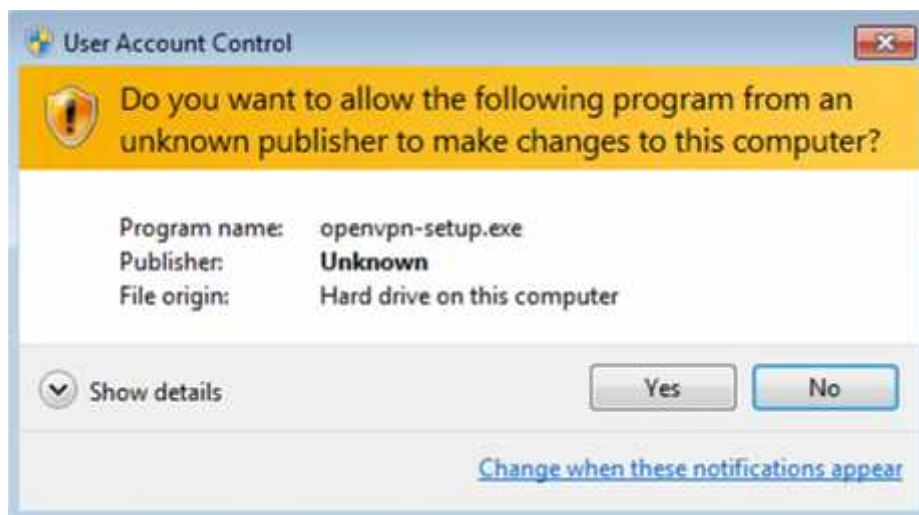 User Account Control
Do you want to allow the following program from an
unknown publisher to make changes to this computer?
Program name: openvpn-setup.exe
Publisher: Unknown
File origin: Hard drive on this computer
Show details
Yes
No
Change when these notifications appear